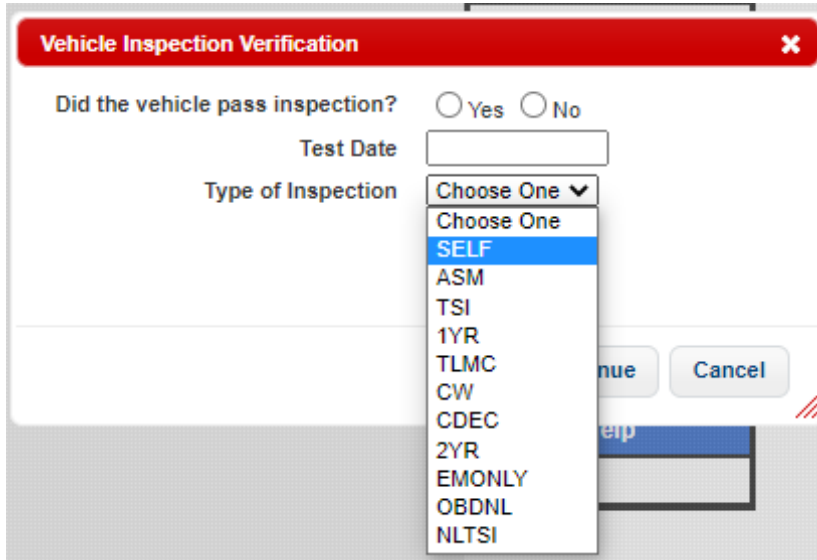 Vehicle Inspection Verification
Did the vehicle pass inspection? Yes No
Test Date
Type of Inspection Choose One
Choose One
SELF
ASM
TSI
1YR
TLMC
CW
CDEC
2YR
EMONLY
OBDNL
NLTSI
nue Cancel
elp